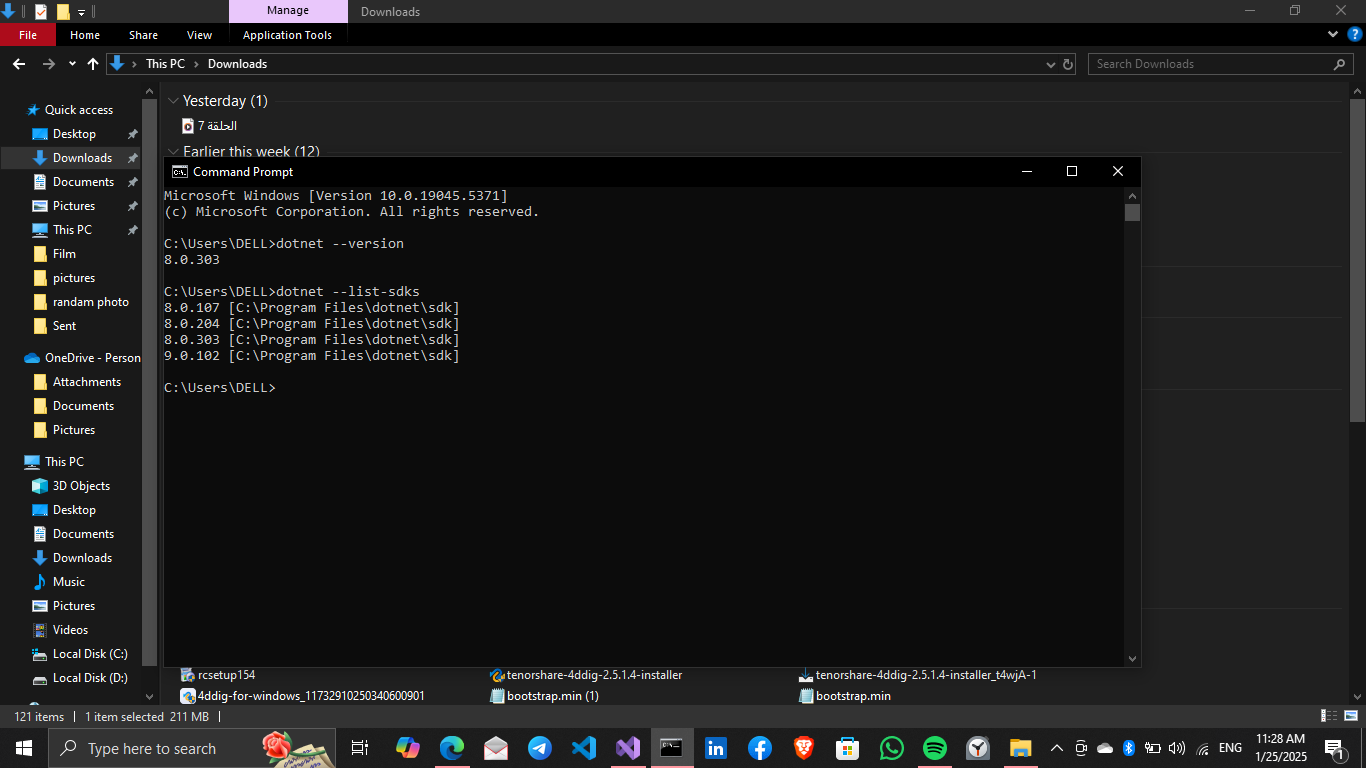 Manage
Downloads
File
Home
Share
View
Application Tools
This PC
Downloads
Search Downloads
Quick access
Desktop
Downloads
Documents
Pictures
This PC
Film
pictures
randam photo
Sent
OneDrive - Person
Attachments
Documents
Pictures
This PC
3D Objects
Desktop
Documents
Downloads
Music
Pictures
Videos
Local Disk (C:)
Local Disk (D:)
Yesterday (1)
الحلقة 7
Earlier this week (12)
Command Prompt
Microsoft Windows [Version 10.0.19045.5371]
(c) Microsoft Corporation. All rights reserved.
C:\Users\DELL>dotnet --version
8.0.303
C:\Users\DELL>dotnet --list-sdks
8.0.107 [C:\Program Files\dotnet\sdk]
8.0.204 [C:\Program Files\dotnet\sdk]
8.0.303 [C:\Program Files\dotnet\sdk]
9.0.102 [C:\Program Files\dotnet\sdk]
C:\Users\DELL>
rcsetup154
tenorshare-4ddig-2.5.1.4-installer
tenorshare-4ddig-2.5.1.4-installer_t4wjA-1
4ddig-for-windows_11732910250340600901
bootstrap.min (1)
bootstrap.min
121 items
1 item selected 211 MB
Type here to search
ENG
11:28 AM
1/25/2025
1